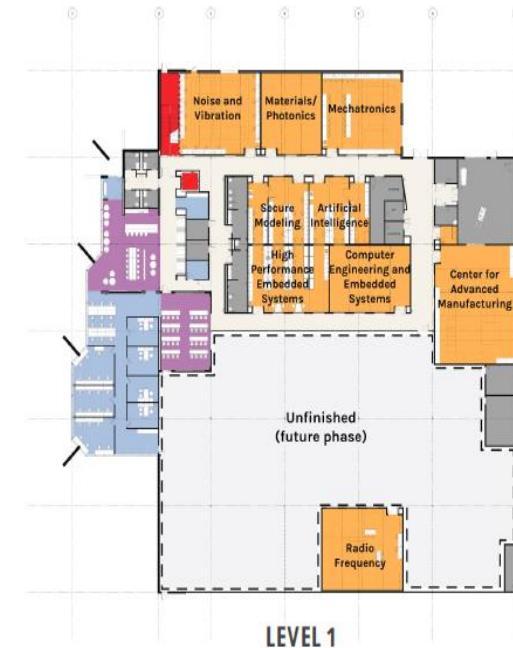 Noise and
Vibration
Materials/
Photonics
Mechatronics
Secure
Modeling
Artificial
Intelligence
High
Performance
Embedded
Systems
Computer
Engineering and
Embedded
Systems
Center for
Advanced
Manufacturing
Unfinished
(future phase)
Radio
Frequency
LEVEL 1